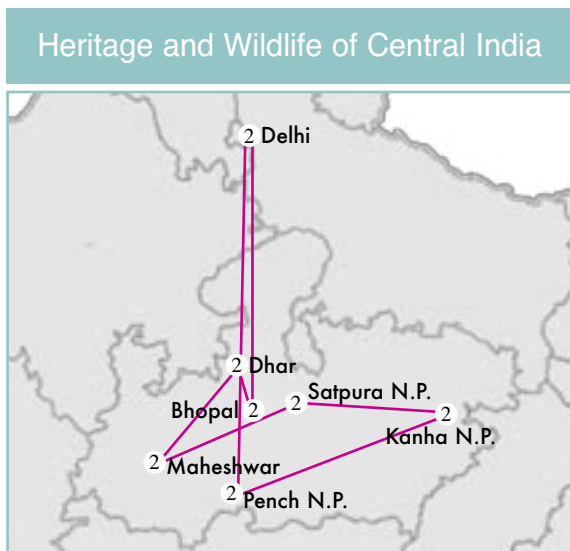 Heritage and Wildlife of Central India
2 Delhi
2 Dhar
Satpura N.P.
2
Bhopal 2
2
Kanha N.P.
2 Maheshwar
2 Pench N.P.